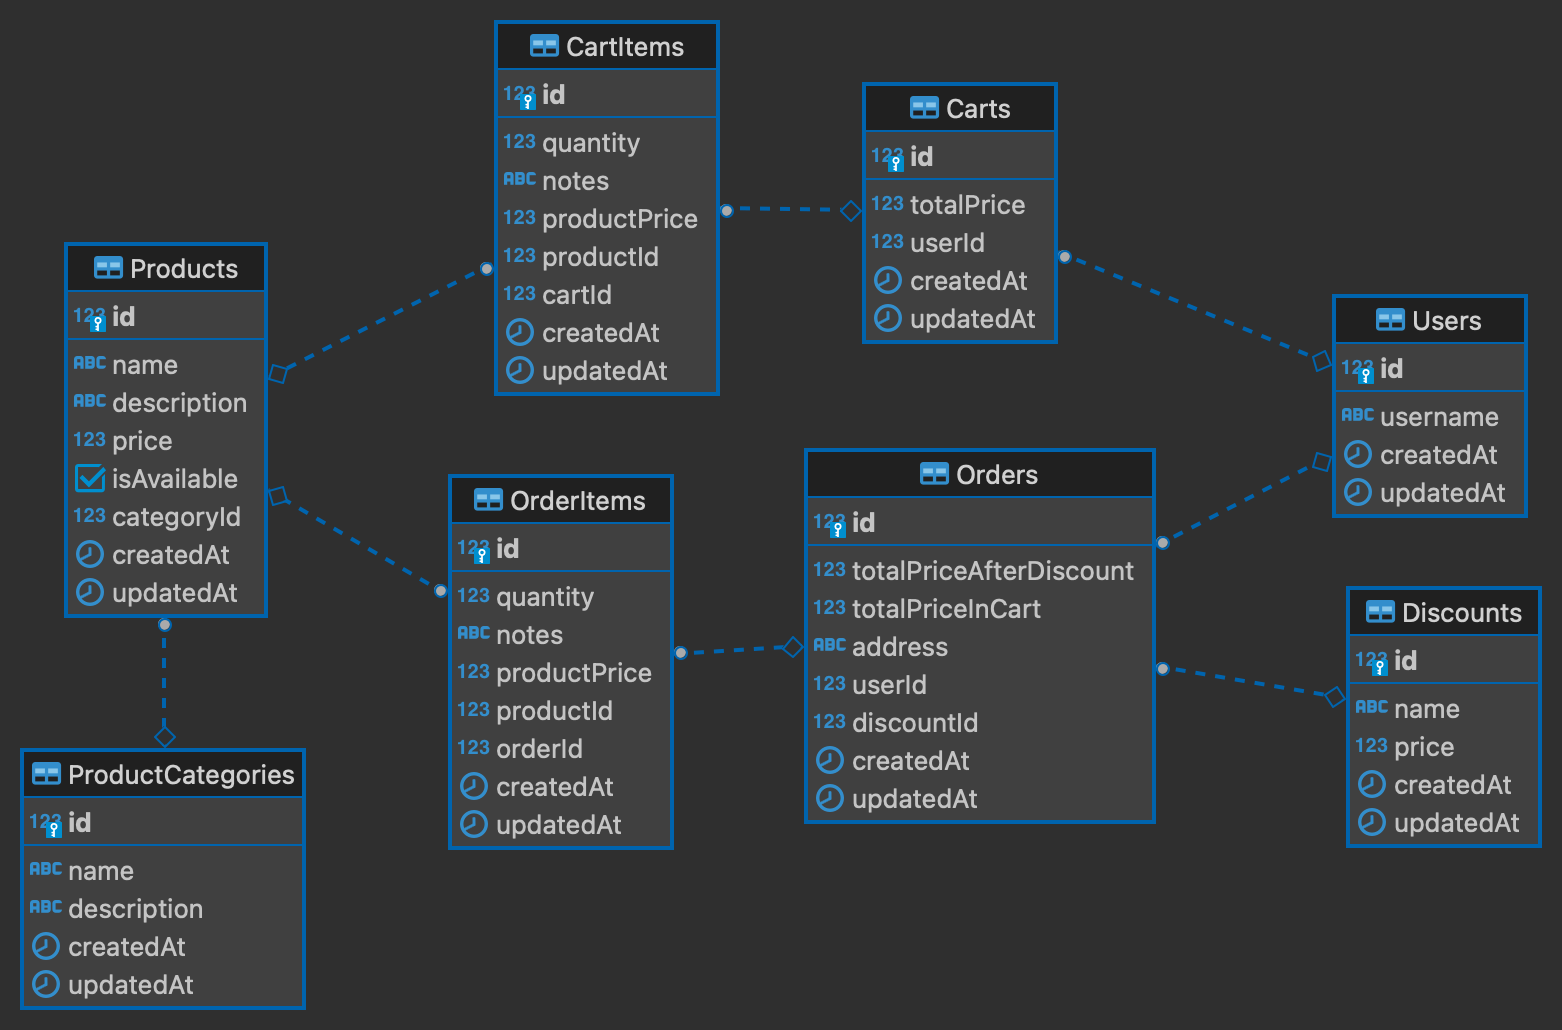 CartItems
123 id
123 quantity
ABC notes
123 productPrice
123 productId
123 cartId
createdAt
updatedAt
Carts
123 id
123 totalPrice
123 userId
createdAt
updatedAt
Products
123 id
ABC name
ABC description
123 price
isAvailable
123 categoryId
createdAt
updatedAt
Users
123 id
ABC username
createdAt
updatedAt
OrderItems
123 id
123 quantity
ABC notes
123 productPrice
123 productId
123 orderId
createdAt
updatedAt
Orders
123 id
123 totalPriceAfterDiscount
123 totalPriceInCart
ABC address
123 userId
123 discountId
createdAt
updatedAt
Discounts
123 id
ABC name
123 price
createdAt
updatedAt
ProductCategories
123 id
ABC name
ABC description
createdAt
updatedAt